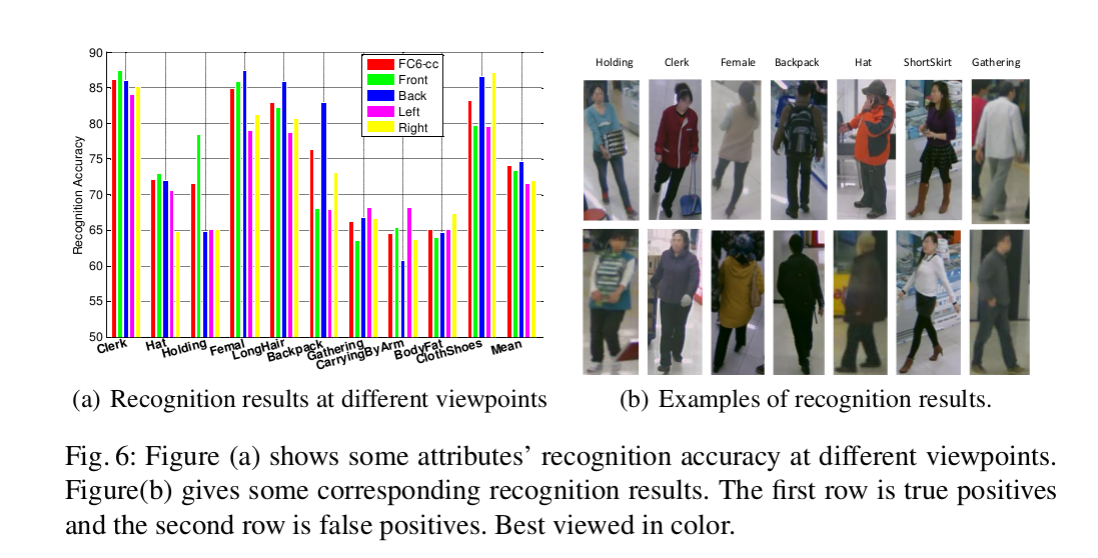 90
85
80
75
70
65
60
55
50
Recognition Accuracy
FC6-cc
Front
Back
Left
Right
Clerk
Hat
Holding
Femal
LongHair
Backpack
Gathering
CarryingByArm
BodyFat
ClothShoes
Mean
Holding Clerk Female Backpack Hat ShortSkirt Gathering
(a) Recognition results at different viewpoints
(b) Examples of recognition results.
Fig. 6: Figure (a) shows some attributes’ recognition accuracy at different viewpoints.
Figure(b) gives some corresponding recognition results. The first row is true positives
and the second row is false positives. Best viewed in color.